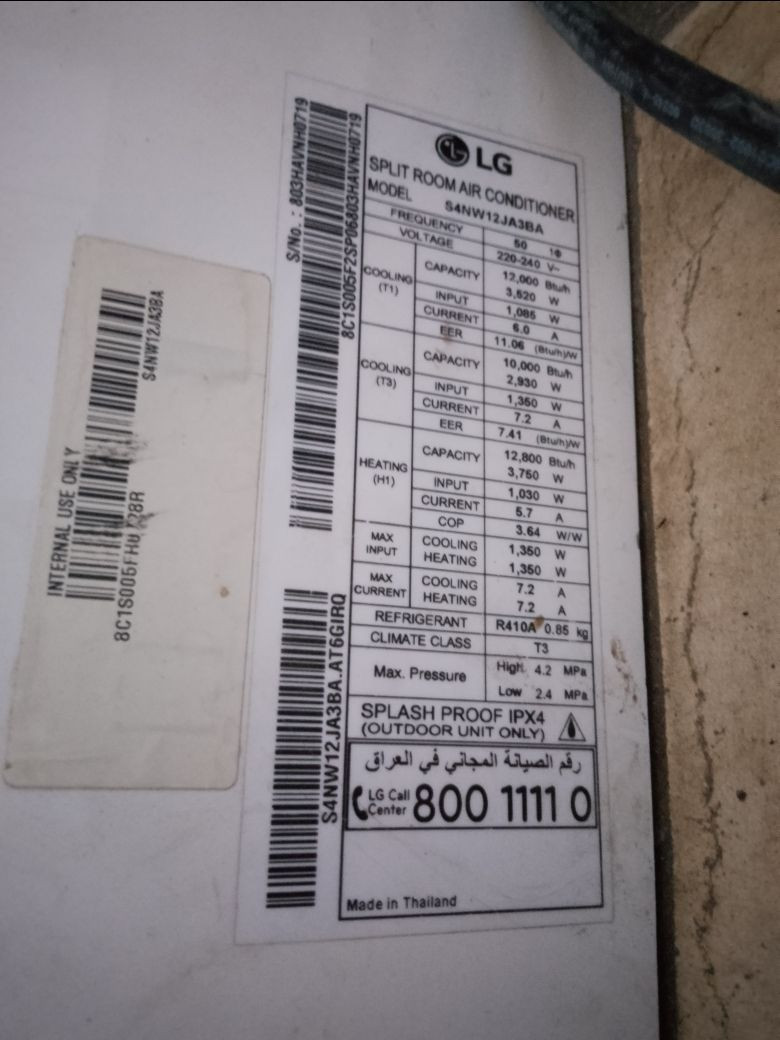 LG
SPLIT ROOM AIR CONDITIONER
MODEL S4NW12JA3BA
FREQUENCY 50 1Φ
VOLTAGE 220-240 V~
COOLING (T1) CAPACITY 12,000 Btu/h
3,520 W
INPUT 1,085 W
CURRENT 6.0 A
EER 11.06 (Btu/h)/W
COOLING (T3) CAPACITY 10,000 Btu/h
2,930 W
INPUT 1,350 W
CURRENT 7.2 A
EER 7.41 (Btu/h)/W
HEATING (H1) CAPACITY 12,800 Btu/h
3,750 W
INPUT 1,030 W
CURRENT 5.7 A
COP 3.64 W/W
MAX INPUT COOLING 1,350 W
HEATING 1,350 W
MAX CURRENT COOLING 7.2 A
HEATING 7.2 A
REFRIGERANT R410A 0.85 kg
CLIMATE CLASS T3
Max. Pressure High 4.2 MPa
Low 2.4 MPa
SPLASH PROOF IPX4
(OUTDOOR UNIT ONLY)
رقم الصيانة المجاني في العراق
LG Call Center 800 1111 0
Made in Thailand
S/No. : 803HAVNH0719
8C1S005F2SP06803HAVNH0719
S4NW12JA3BA.AT6GIRQ
INTERNAL USE ONLY
S4NW12JA3BA